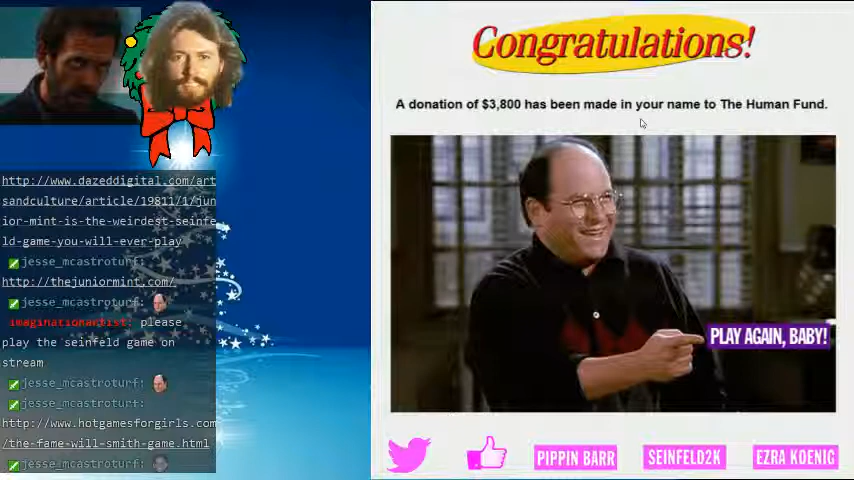 http://www.dazeddigital.com/art
sandculture/article/19811/1/jun
ior-mint-is-the-weirdest-seinfe
ld-game-you-will-ever-play
jesse_mcastroturf:
http://thejuniormint.com/
jesse_mcastroturf:
imaginationartist: please
play the seinfeld game on
stream
jesse_mcastroturf:
jesse_mcastroturf:
http://www.hotgamesforgirls.com
/the-fame-will-smith-game.html
jesse_mcastroturf:
Congratulations!
A donation of $3,800 has been made in your name to The Human Fund.
PLAY AGAIN, BABY!
PIPPIN BARR
SEINFELD2K
EZRA KOENIG